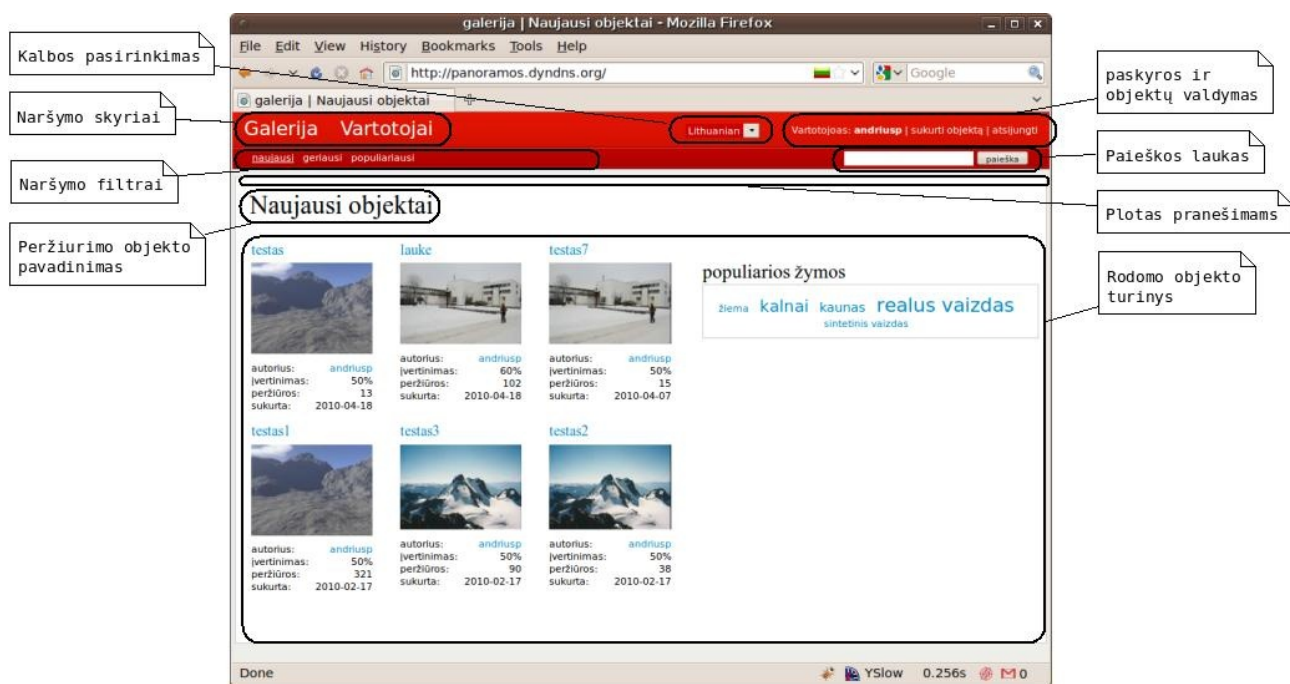 galerija | Naujausi objektai - Mozilla Firefox
File Edit View History Bookmarks Tools Help
http://panoramos.dyndns.org/
Google
galerija | Naujausi objektai
Galerija Vartotojai
Lithuanian
Vartotojoas: andriusp | sukurti objektą | atsijungti
naujausi geriausi populiariausi
paieška
Naujausi objektai
testas
autorius: andriusp
įvertinimas: 50%
peržiūros: 13
sukurta: 2010-04-18
lauke
autorius: andriusp
įvertinimas: 60%
peržiūros: 102
sukurta: 2010-04-18
testas7
autorius: andriusp
įvertinimas: 50%
peržiūros: 15
sukurta: 2010-04-07
testas1
autorius: andriusp
įvertinimas: 50%
peržiūros: 321
sukurta: 2010-02-17
testas3
autorius: andriusp
įvertinimas: 50%
peržiūros: 90
sukurta: 2010-02-17
testas2
autorius: andriusp
įvertinimas: 50%
peržiūros: 38
sukurta: 2010-02-17
populiarios žymos
žiema kalnai kaunas realus vaizdas
sintetinis vaizdas
Done
YSlow 0.256s 0
Kalbos pasirinkimas
Naršymo skyriai
Naršymo filtrai
Peržiurimo objekto
pavadinimas
paskyros ir
objektų valdymas
Paieškos laukas
Plotas pranešimams
Rodomo objekto
turinys